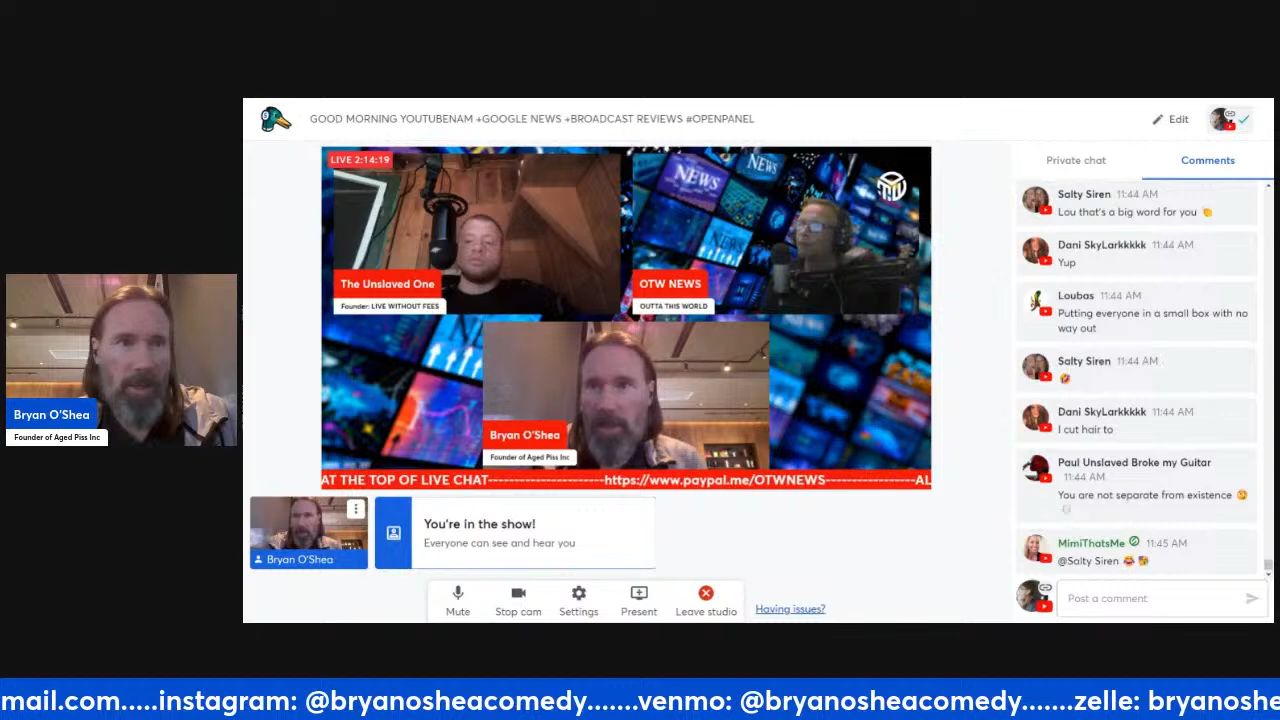 GOOD MORNING YOUTUBENAM +GOOGLE NEWS +BROADCAST REVIEWS #OPENPANEL
Edit
LIVE 2:14:19
NEWS
NEWS
NEWS
The Unslaved One
Founder: LIVE WITHOUT FEES
OTW NEWS
OUTTA THIS WORLD
Bryan O'Shea
Founder of Aged Piss Inc
AT THE TOP OF LIVE CHAT-----------------------https://www.paypal.me/OTWNEWS-----------------AL
Bryan O'Shea
Founder of Aged Piss Inc
Bryan O'Shea
You're in the show!
Everyone can see and hear you
Mute
Stop cam
Settings
Present
Leave studio
Having issues?
Private chat
Comments
Salty Siren 11:44 AM
Lou that's a big word for you 👏
Dani SkyLarkkkkk 11:44 AM
Yup
Loubas 11:44 AM
Putting everyone in a small box with no
way out
Salty Siren 11:44 AM
🤣
Dani SkyLarkkkkk 11:44 AM
I cut hair to
Paul Unslaved Broke my Guitar
11:44 AM
You are not separate from existence
MimiThatsMe 11:45 AM
@Salty Siren
Post a comment
mail.com.....instagram: @bryanosheacomedy.......venmo: @bryanosheacomedy.......zelle: bryanoshe